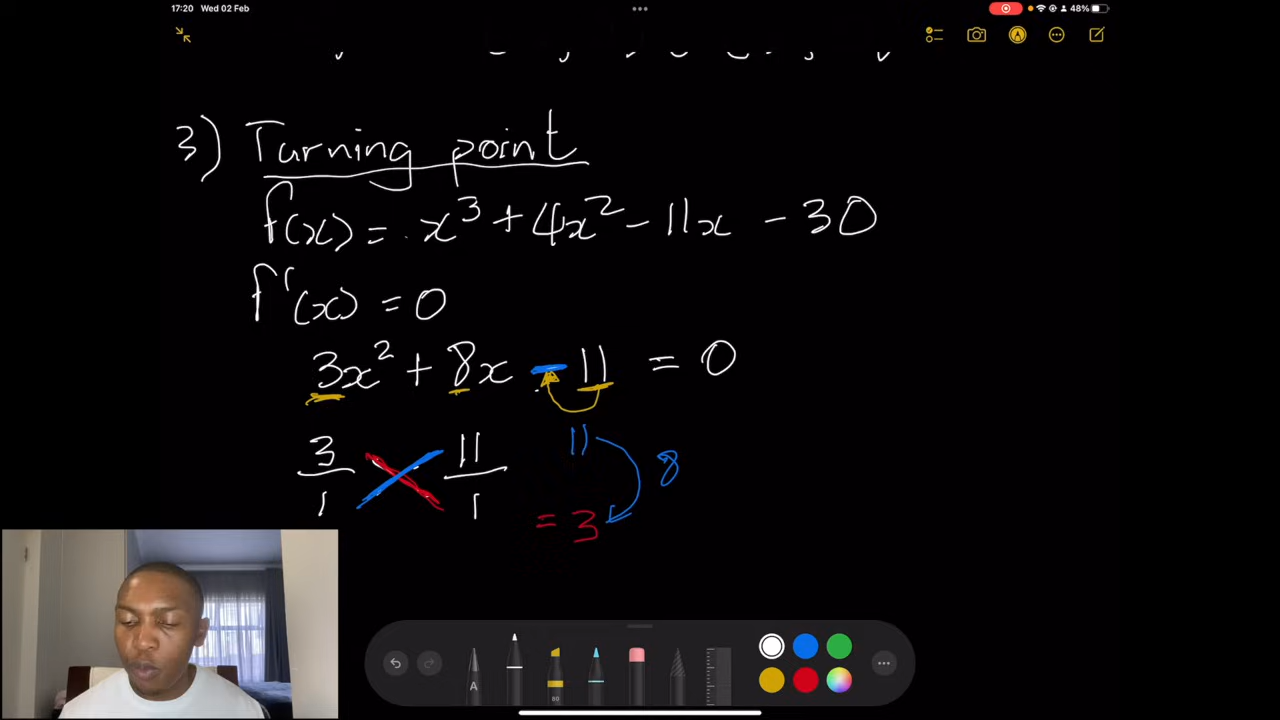 17:20 Wed 02 Feb
48%
3) Turning point
f(x) = x³ + 4x² - 11x - 30
f'(x) = 0
3x² + 8x - 11 = 0
3/1 11/1
11
8
= 3
A
80